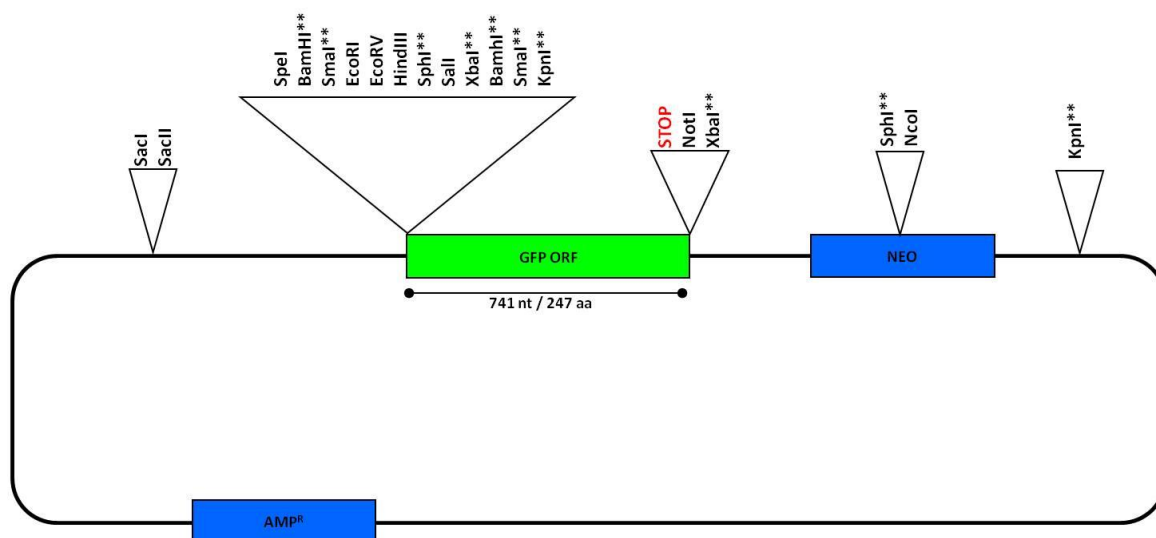 SpeI
BamHI**
SmaI**
EcoRI
EcoRV
HindIII
SphI**
SalI
XbaI**
BamhI**
SmaI**
KpnI**
SacI
SacII
STOP
NotI
XbaI**
SphI**
NcoI
KpnI**
GFP ORF
NEO
741 nt / 247 aa
AMPᴿ